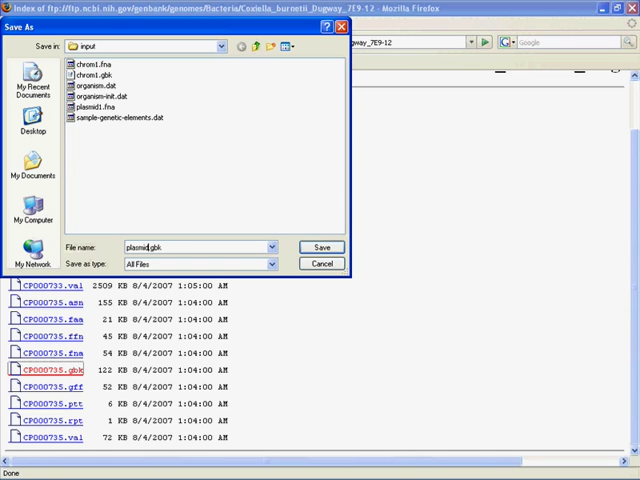 Index of ftp://ftp.ncbi.nih.gov/genbank/genomes/Bacteria/Coxiella_burnetii_Dugway_7E9-12 - Mozilla Firefox
Save As
Save in:
input
gway_7E9-12
Google
My Recent Documents
Desktop
My Documents
My Computer
My Network
chrom1.fna
chrom1.gbk
organism.dat
organism-init.dat
plasmid1.fna
sample-genetic-elements.dat
File name:
plasmid.gbk
Save
Save as type:
All Files
Cancel
CP000733.val 2509 KB 8/4/2007 1:05:00 AM
CP000735.asn 155 KB 8/4/2007 1:04:00 AM
CP000735.faa 21 KB 8/4/2007 1:04:00 AM
CP000735.ffn 45 KB 8/4/2007 1:04:00 AM
CP000735.fna 54 KB 8/4/2007 1:04:00 AM
CP000735.gbk 122 KB 8/4/2007 1:04:00 AM
CP000735.gff 52 KB 8/4/2007 1:04:00 AM
CP000735.ptt 6 KB 8/4/2007 1:04:00 AM
CP000735.rpt 1 KB 8/4/2007 1:04:00 AM
CP000735.val 72 KB 8/4/2007 1:04:00 AM
Done